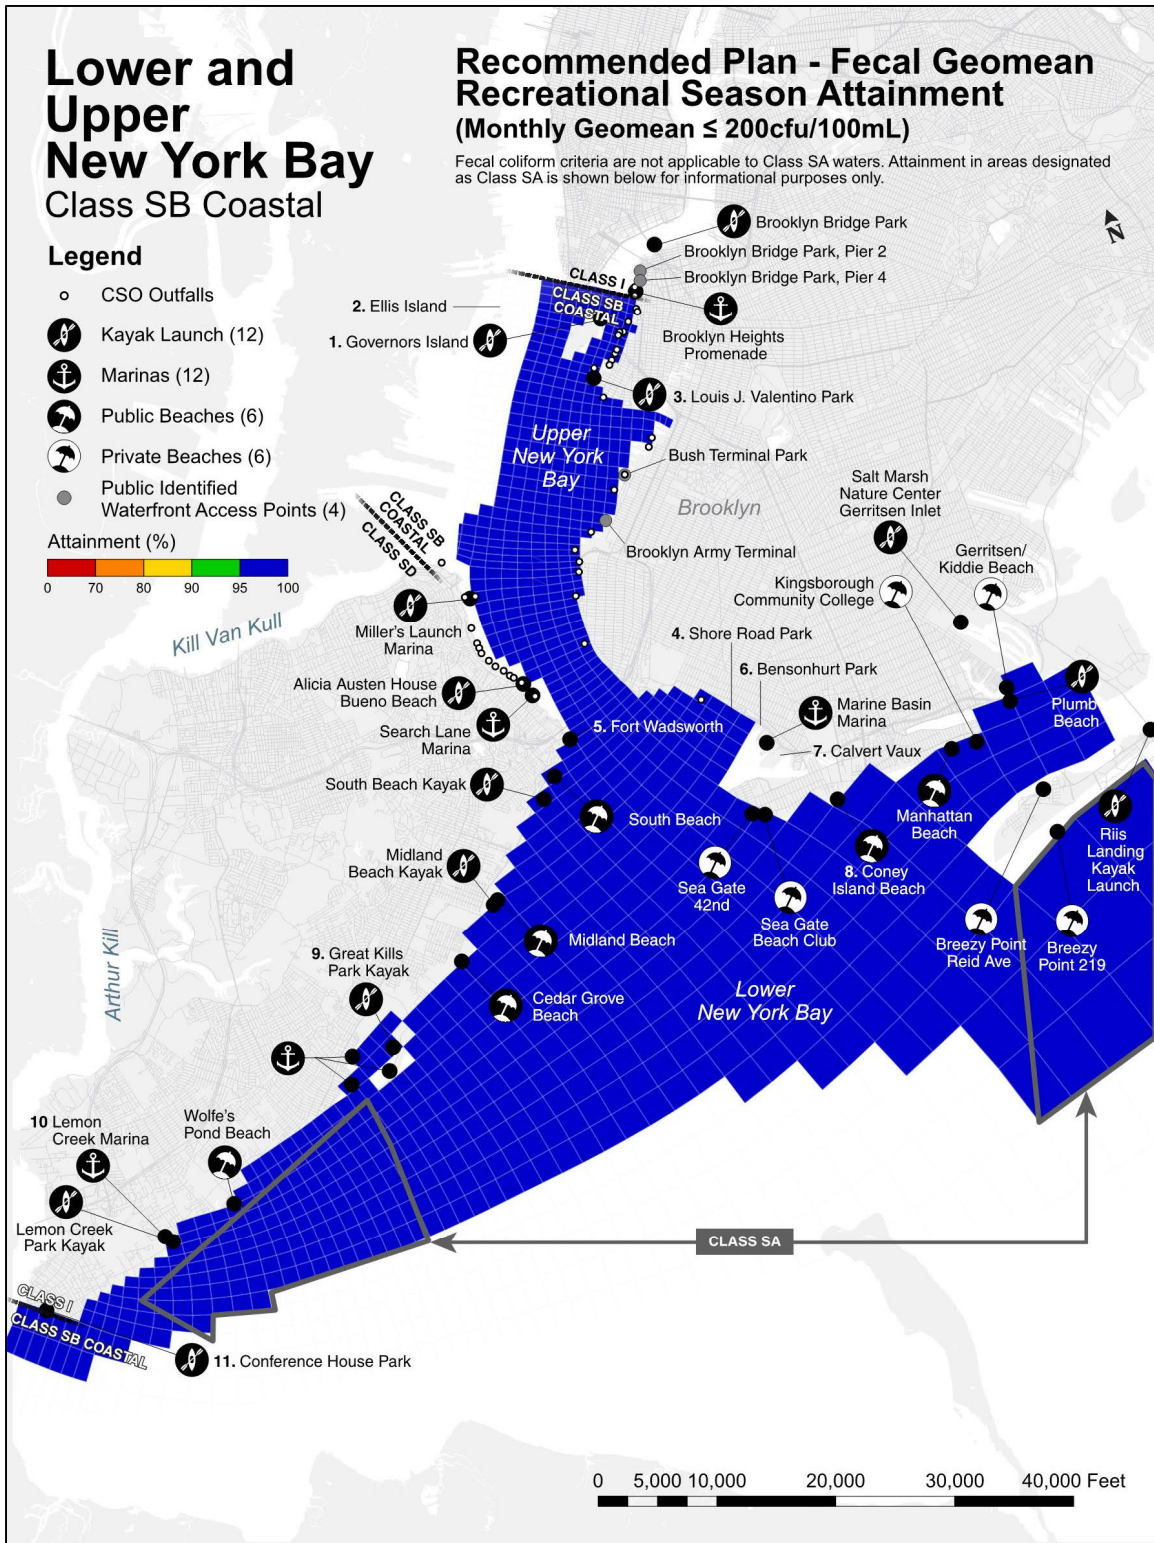 Lower and
Upper
New York Bay
Class SB Coastal
Recommended Plan - Fecal Geomean
Recreational Season Attainment
(Monthly Geomean ≤ 200cfu/100mL)
Fecal coliform criteria are not applicable to Class SA waters. Attainment in areas designated
as Class SA is shown below for informational purposes only.
Legend
CSO Outfalls
Kayak Launch (12)
Marinas (12)
Public Beaches (6)
Private Beaches (6)
Public Identified
Waterfront Access Points (4)
Attainment (%)
0 70 80 90 95 100
N
Brooklyn Bridge Park
Brooklyn Bridge Park, Pier 2
Brooklyn Bridge Park, Pier 4
CLASS I
CLASS SB
COASTAL
2. Ellis Island
1. Governors Island
Brooklyn Heights
Promenade
3. Louis J. Valentino Park
Upper
New York
Bay
Bush Terminal Park
Brooklyn
Salt Marsh
Nature Center
Gerritsen Inlet
CLASS SB
COASTAL
CLASS SD
Brooklyn Army Terminal
Gerritsen/
Kiddie Beach
Kingsborough
Community College
Kill Van Kull
Miller's Launch
Marina
4. Shore Road Park
6. Bensonhurt Park
Alicia Austen House
Bueno Beach
Marine Basin
Marina
Plumb
Beach
Search Lane
Marina
5. Fort Wadsworth
7. Calvert Vaux
South Beach Kayak
South Beach
Manhattan
Beach
Riis
Landing
Kayak
Launch
Midland
Beach Kayak
Sea Gate
42nd
8. Coney
Island Beach
Sea Gate
Beach Club
Breezy Point
Reid Ave
Breezy
Point 219
Midland Beach
9. Great Kills
Park Kayak
Arthur Kill
Cedar Grove
Beach
Lower
New York Bay
10 Lemon
Creek Marina
Wolfe's
Pond Beach
Lemon Creek
Park Kayak
CLASS SA
CLASS I
CLASS SB COASTAL
11. Conference House Park
0 5,000 10,000 20,000 30,000 40,000 Feet